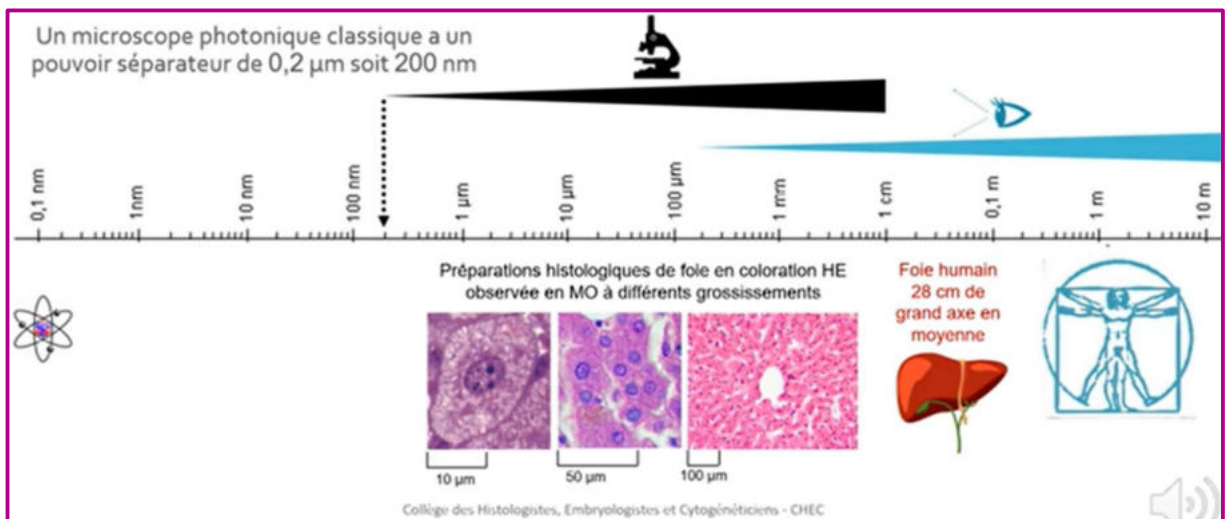 Un microscope photonique classique a un
pouvoir séparateur de 0,2 µm soit 200 nm
0,1 nm
1nm
10 nm
100 nm
1 µm
10 µm
100 µm
1 mm
1 cm
0,1 m
1 m
10 m
Préparations histologiques de foie en coloration HE
observée en MO à différents grossissements
Foie humain
28 cm de
grand axe en
moyenne
10 µm
50 µm
100 µm
Collège des Histologistes, Embryologistes et Cytogénéticiens - CHEC